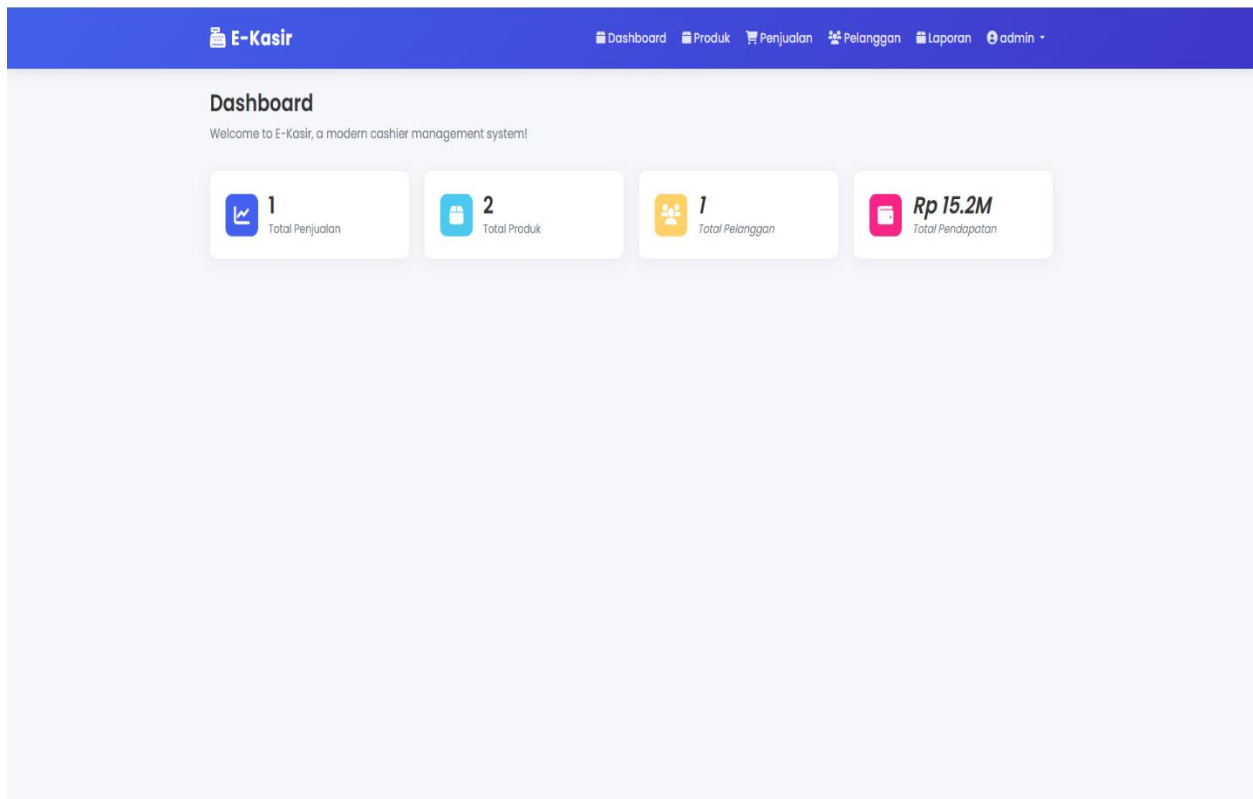 E-Kasir
Dashboard Produk Penjualan Pelanggan Laporan admin
Dashboard
Welcome to E-Kasir, a modern cashier management system!
1
Total Penjualan
2
Total Produk
1
Total Pelanggan
Rp 15.2M
Total Pendapatan